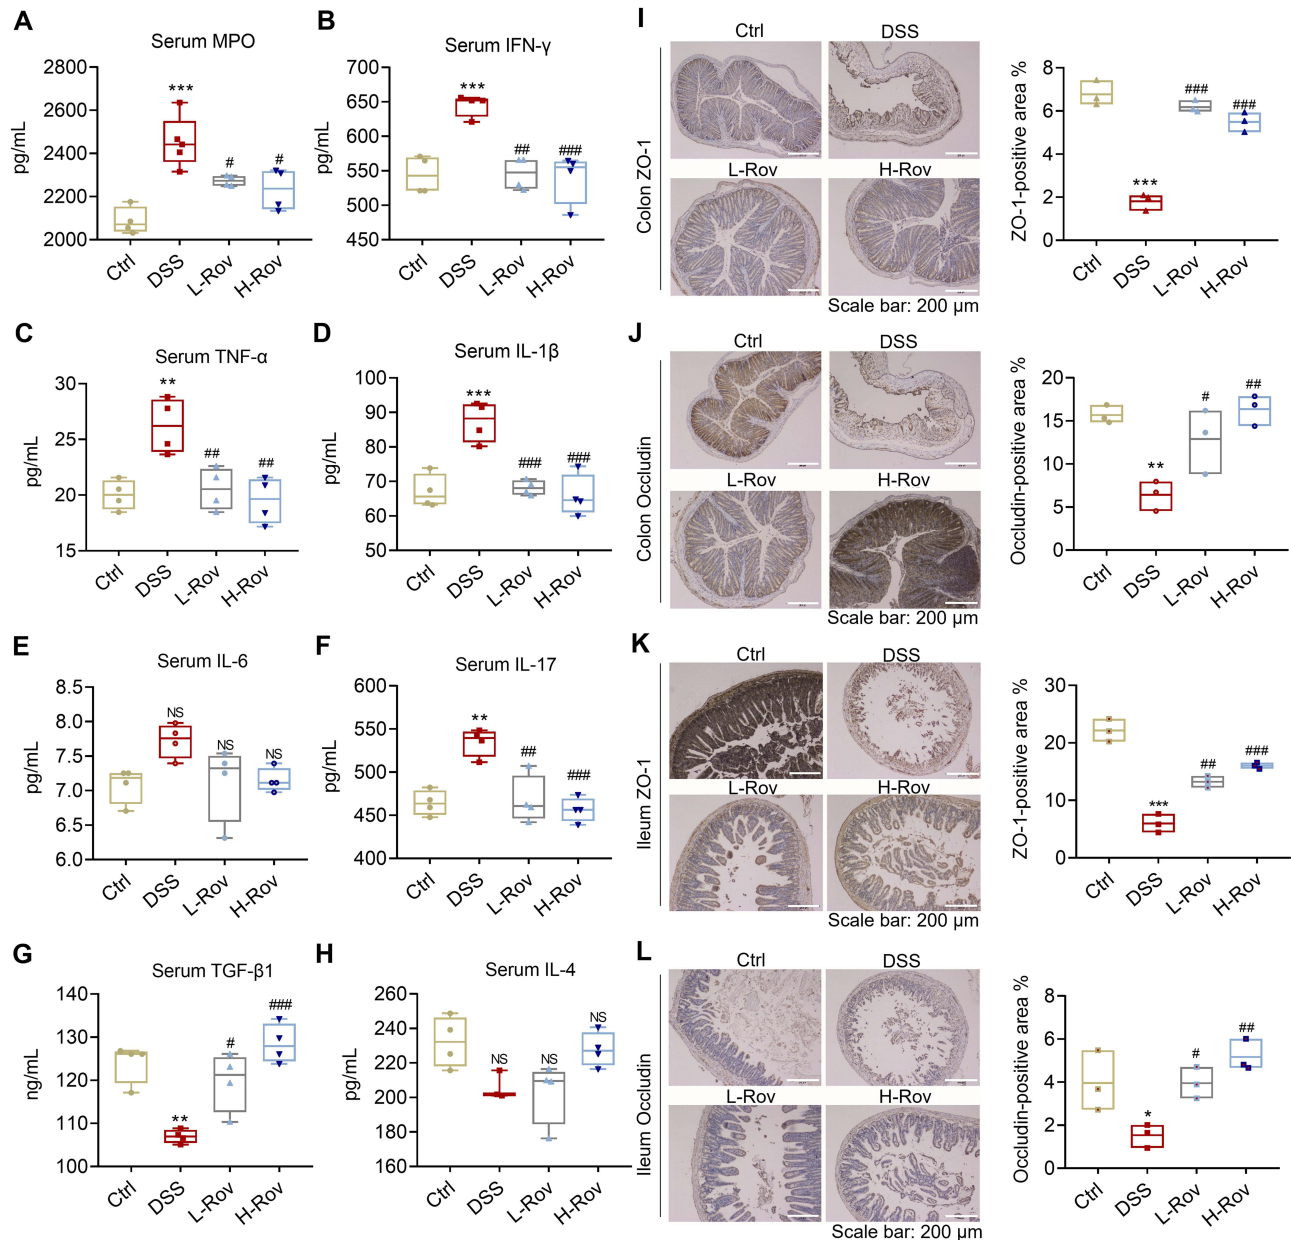 A
Serum MPO
pg/mL
2800
2600
2400
2200
2000
***
#
#
Ctrl
DSS
L-Rov
H-Rov
B
Serum IFN-γ
pg/mL
700
650
600
550
500
450
***
##
###
Ctrl
DSS
L-Rov
H-Rov
C
Serum TNF-α
pg/mL
30
25
20
15
**
##
##
Ctrl
DSS
L-Rov
H-Rov
D
Serum IL-1β
pg/mL
100
90
80
70
60
50
***
###
###
Ctrl
DSS
L-Rov
H-Rov
E
Serum IL-6
pg/mL
8.5
8.0
7.5
7.0
6.5
6.0
NS
NS
NS
Ctrl
DSS
L-Rov
H-Rov
F
Serum IL-17
pg/mL
600
550
500
450
400
**
##
###
Ctrl
DSS
L-Rov
H-Rov
G
Serum TGF-β1
ng/mL
140
130
120
110
100
**
#
###
Ctrl
DSS
L-Rov
H-Rov
H
Serum IL-4
pg/mL
260
240
220
200
180
160
NS
NS
NS
Ctrl
DSS
L-Rov
H-Rov
I
Colon ZO-1
Ctrl
DSS
L-Rov
H-Rov
Scale bar: 200 μm
ZO-1-positive area %
8
6
4
2
0
***
###
###
Ctrl
DSS
L-Rov
H-Rov
J
Colon Occludin
Ctrl
DSS
L-Rov
H-Rov
Scale bar: 200 μm
Occludin-positive area %
20
15
10
5
0
**
#
##
Ctrl
DSS
L-Rov
H-Rov
K
Ileum ZO-1
Ctrl
DSS
L-Rov
H-Rov
Scale bar: 200 μm
ZO-1-positive area %
30
20
10
0
***
##
###
Ctrl
DSS
L-Rov
H-Rov
L
Ileum Occludin
Ctrl
DSS
L-Rov
H-Rov
Scale bar: 200 μm
Occludin-positive area %
8
6
4
2
0
*
#
##
Ctrl
DSS
L-Rov
H-Rov